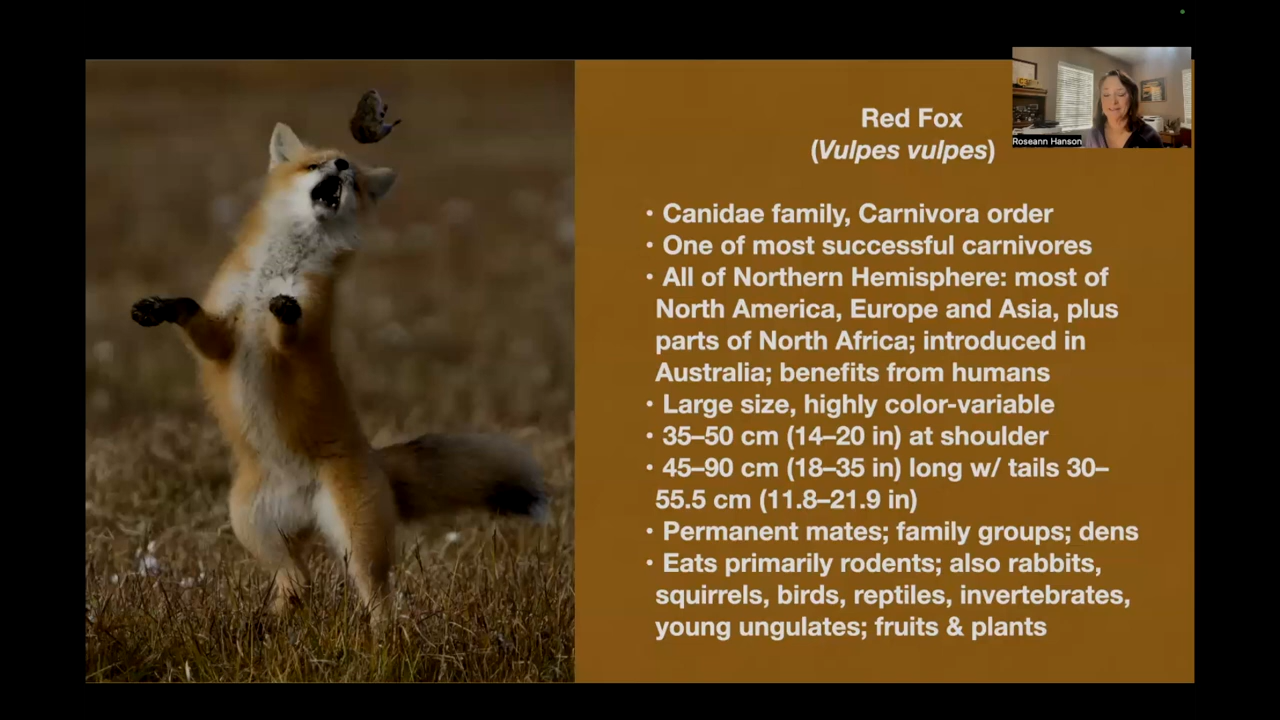 Red Fox
(Vulpes vulpes)
Roseann Hanson
• Canidae family, Carnivora order
• One of most successful carnivores
• All of Northern Hemisphere: most of
North America, Europe and Asia, plus
parts of North Africa; introduced in
Australia; benefits from humans
• Large size, highly color-variable
• 35–50 cm (14–20 in) at shoulder
• 45–90 cm (18–35 in) long w/ tails 30–
55.5 cm (11.8–21.9 in)
• Permanent mates; family groups; dens
• Eats primarily rodents; also rabbits,
squirrels, birds, reptiles, invertebrates,
young ungulates; fruits & plants